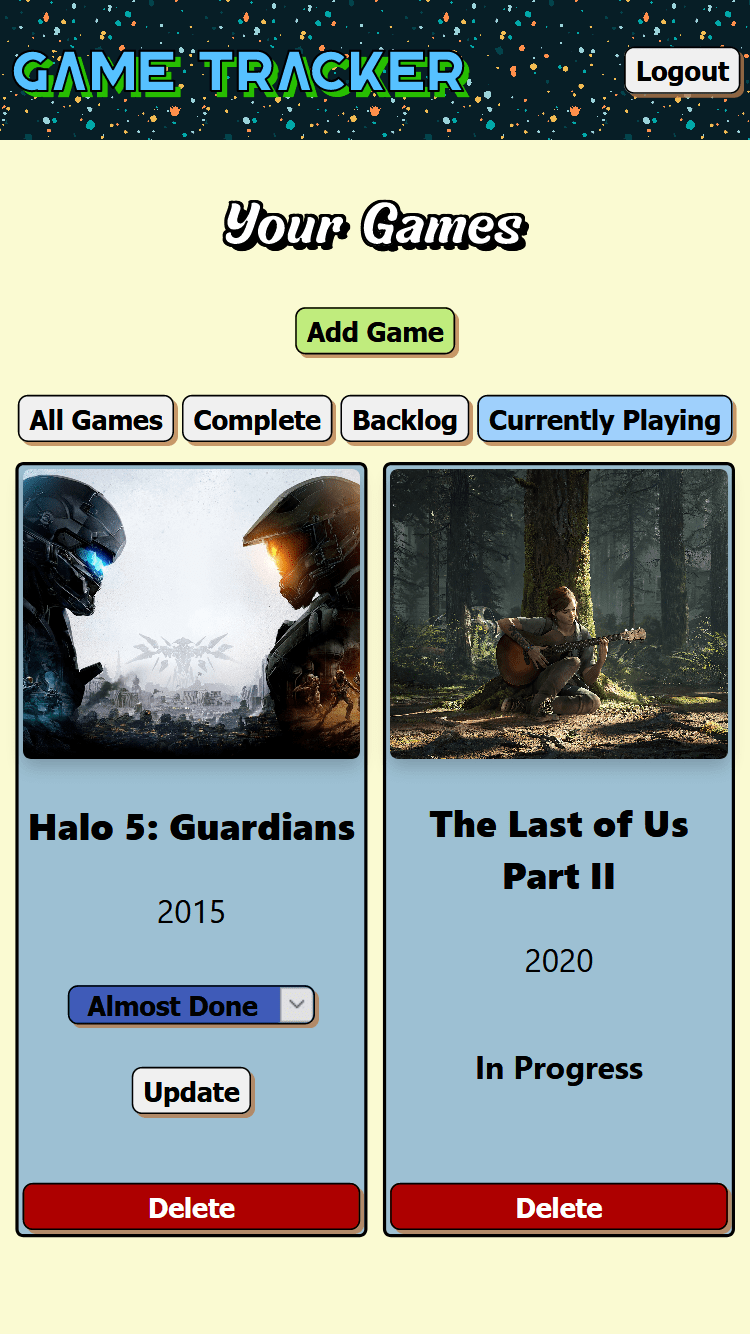 GAME TRACKER
Logout
Your Games
Add Game
All Games Complete Backlog Currently Playing
Halo 5: Guardians
2015
Almost Done
Update
Delete
The Last of Us
Part II
2020
In Progress
Delete